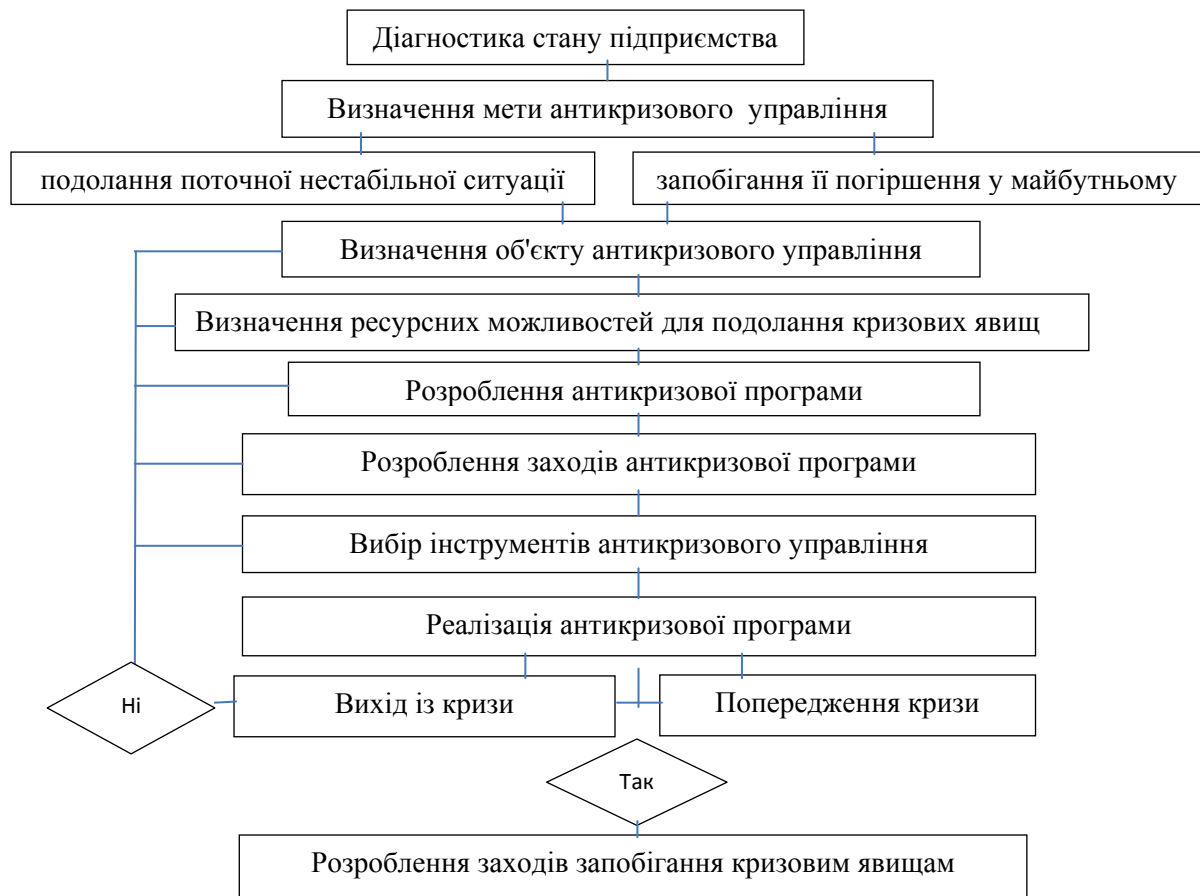 Діагностика стану підприємства
Визначення мети антикризового управління
подолання поточної нестабільної ситуації
запобігання її погіршення у майбутньому
Визначення об'єкту антикризового управління
Визначення ресурсних можливостей для подолання кризових явищ
Розроблення антикризової програми
Розроблення заходів антикризової програми
Вибір інструментів антикризового управління
Реалізація антикризової програми
Ні
Вихід із кризи
Попередження кризи
Так
Розроблення заходів запобігання кризовим явищам